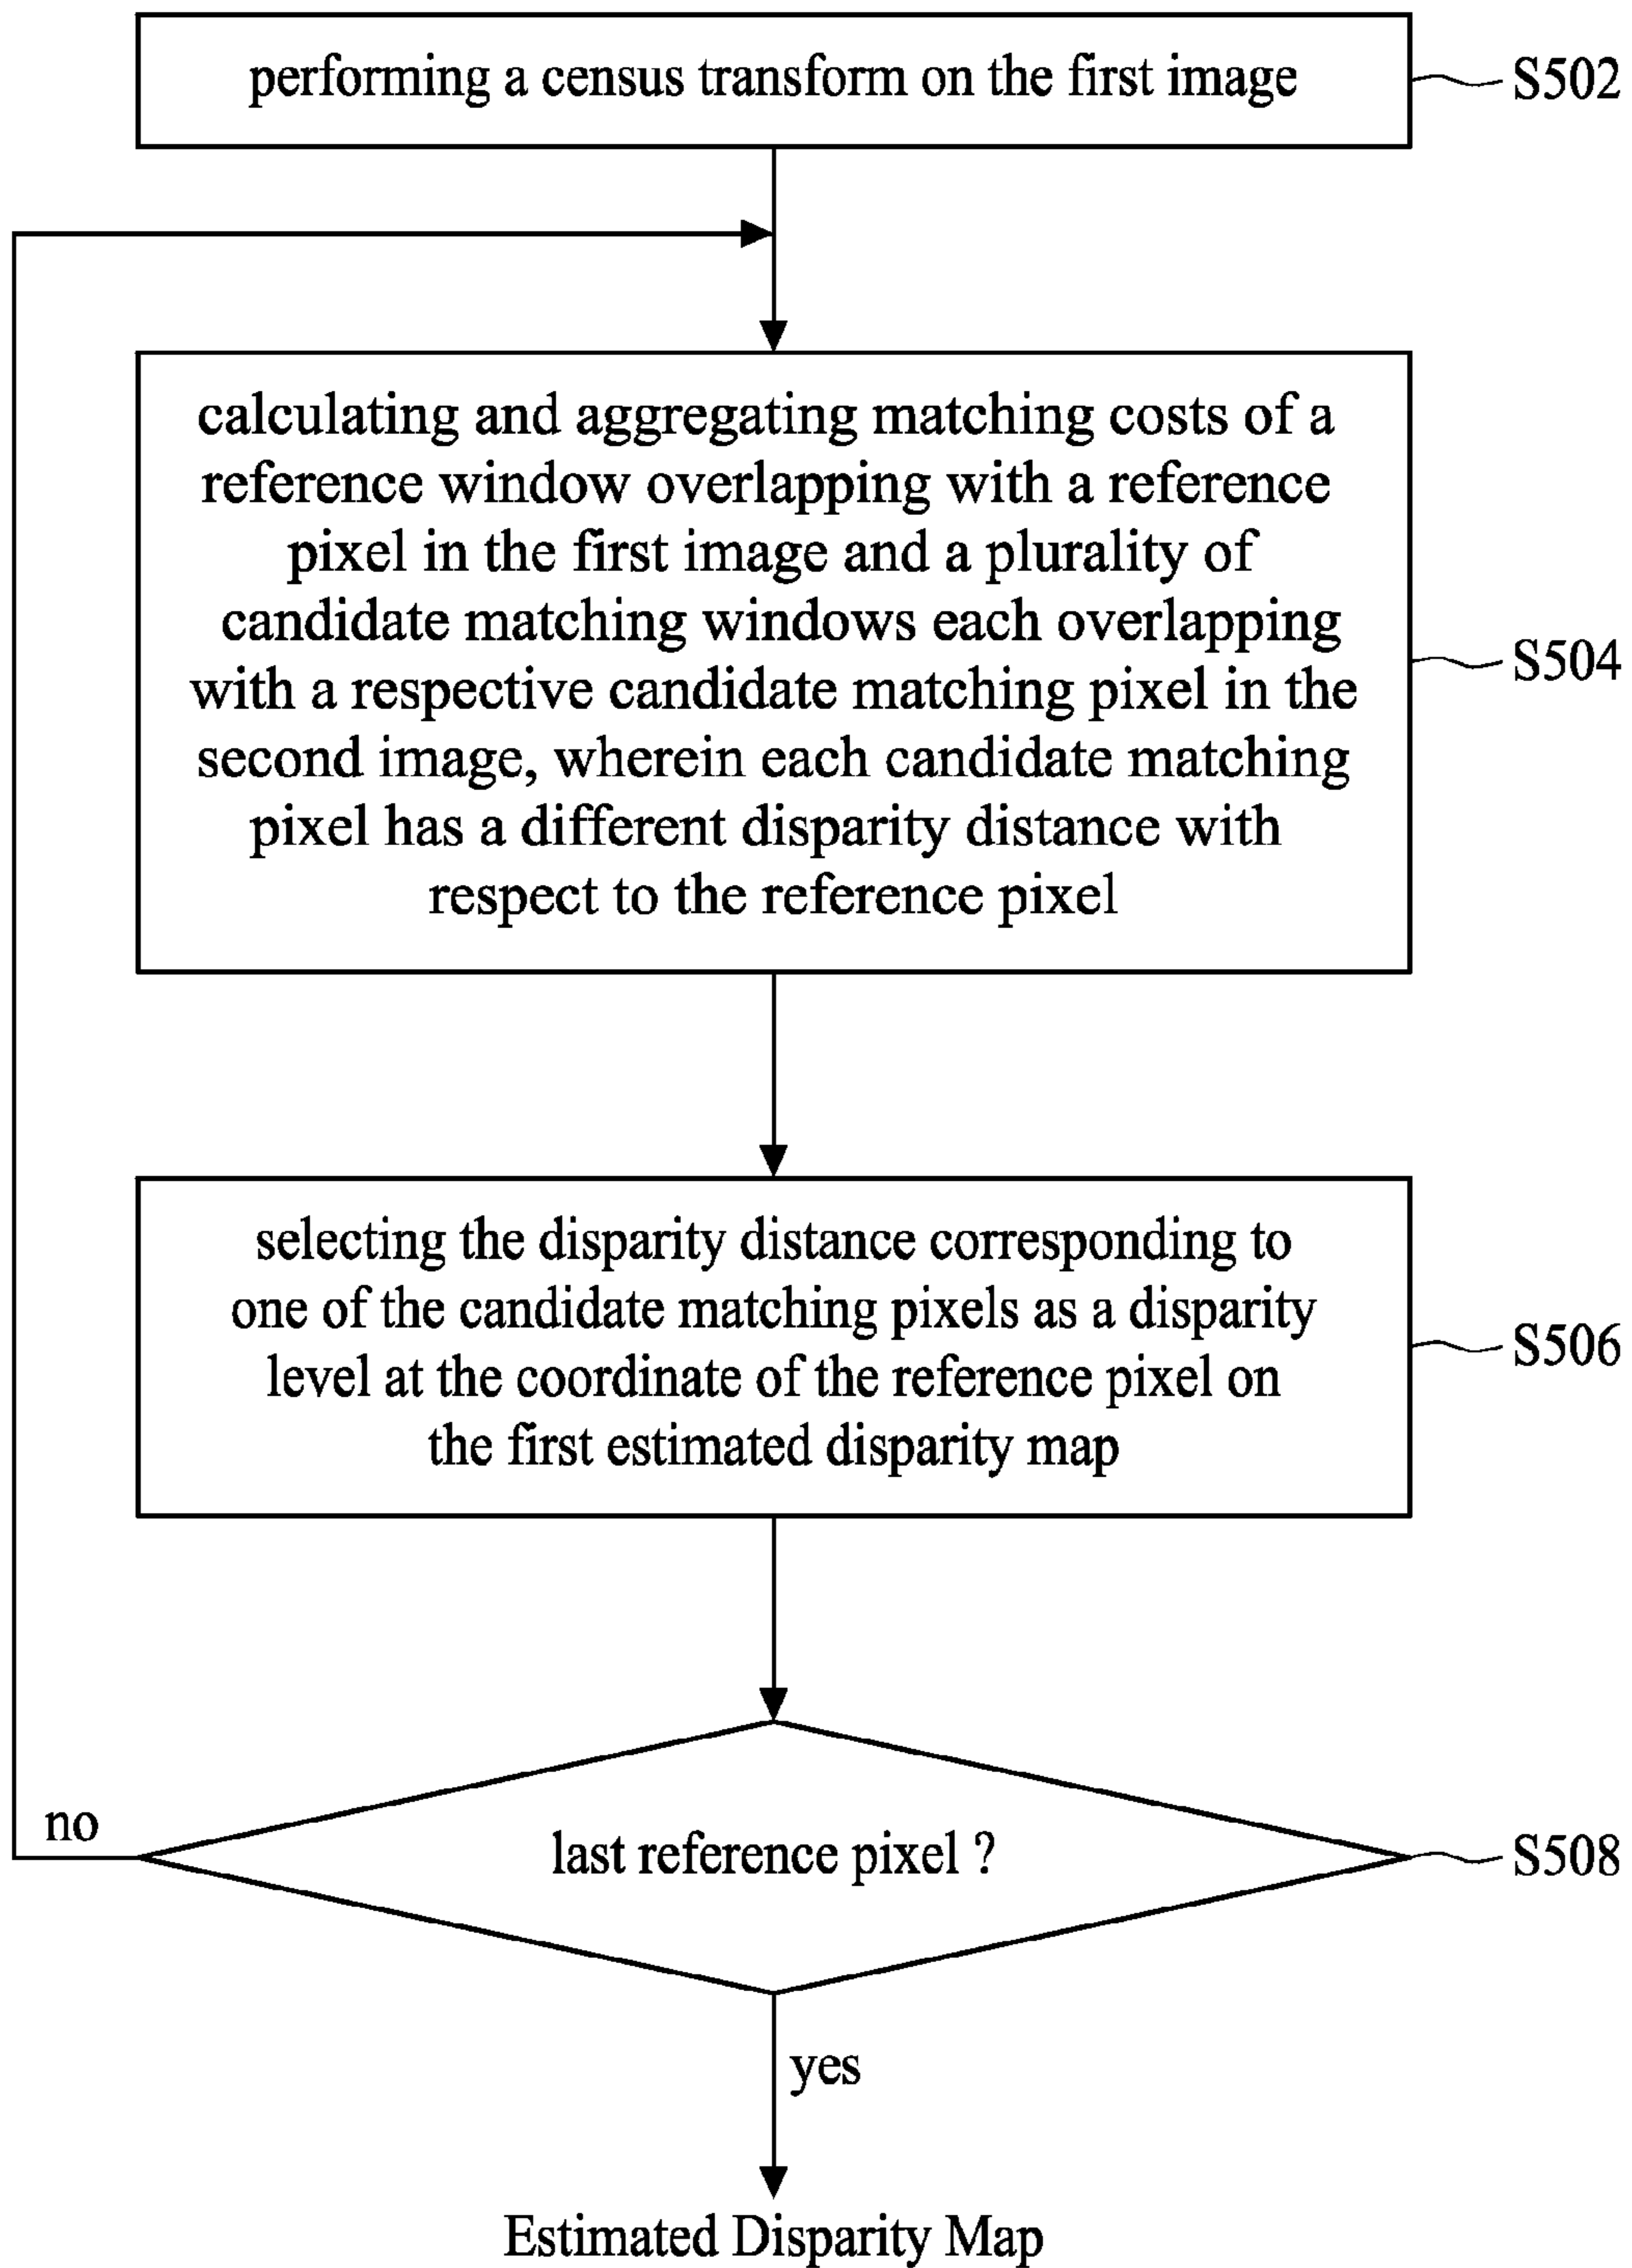 performing a census transform on the first image
S502
calculating and aggregating matching costs of a
reference window overlapping with a reference
pixel in the first image and a plurality of
candidate matching windows each overlapping
with a respective candidate matching pixel in the
second image, wherein each candidate matching
pixel has a different disparity distance with
respect to the reference pixel
S504
selecting the disparity distance corresponding to
one of the candidate matching pixels as a disparity
level at the coordinate of the reference pixel on
the first estimated disparity map
S506
no
last reference pixel ?
S508
yes
Estimated Disparity Map